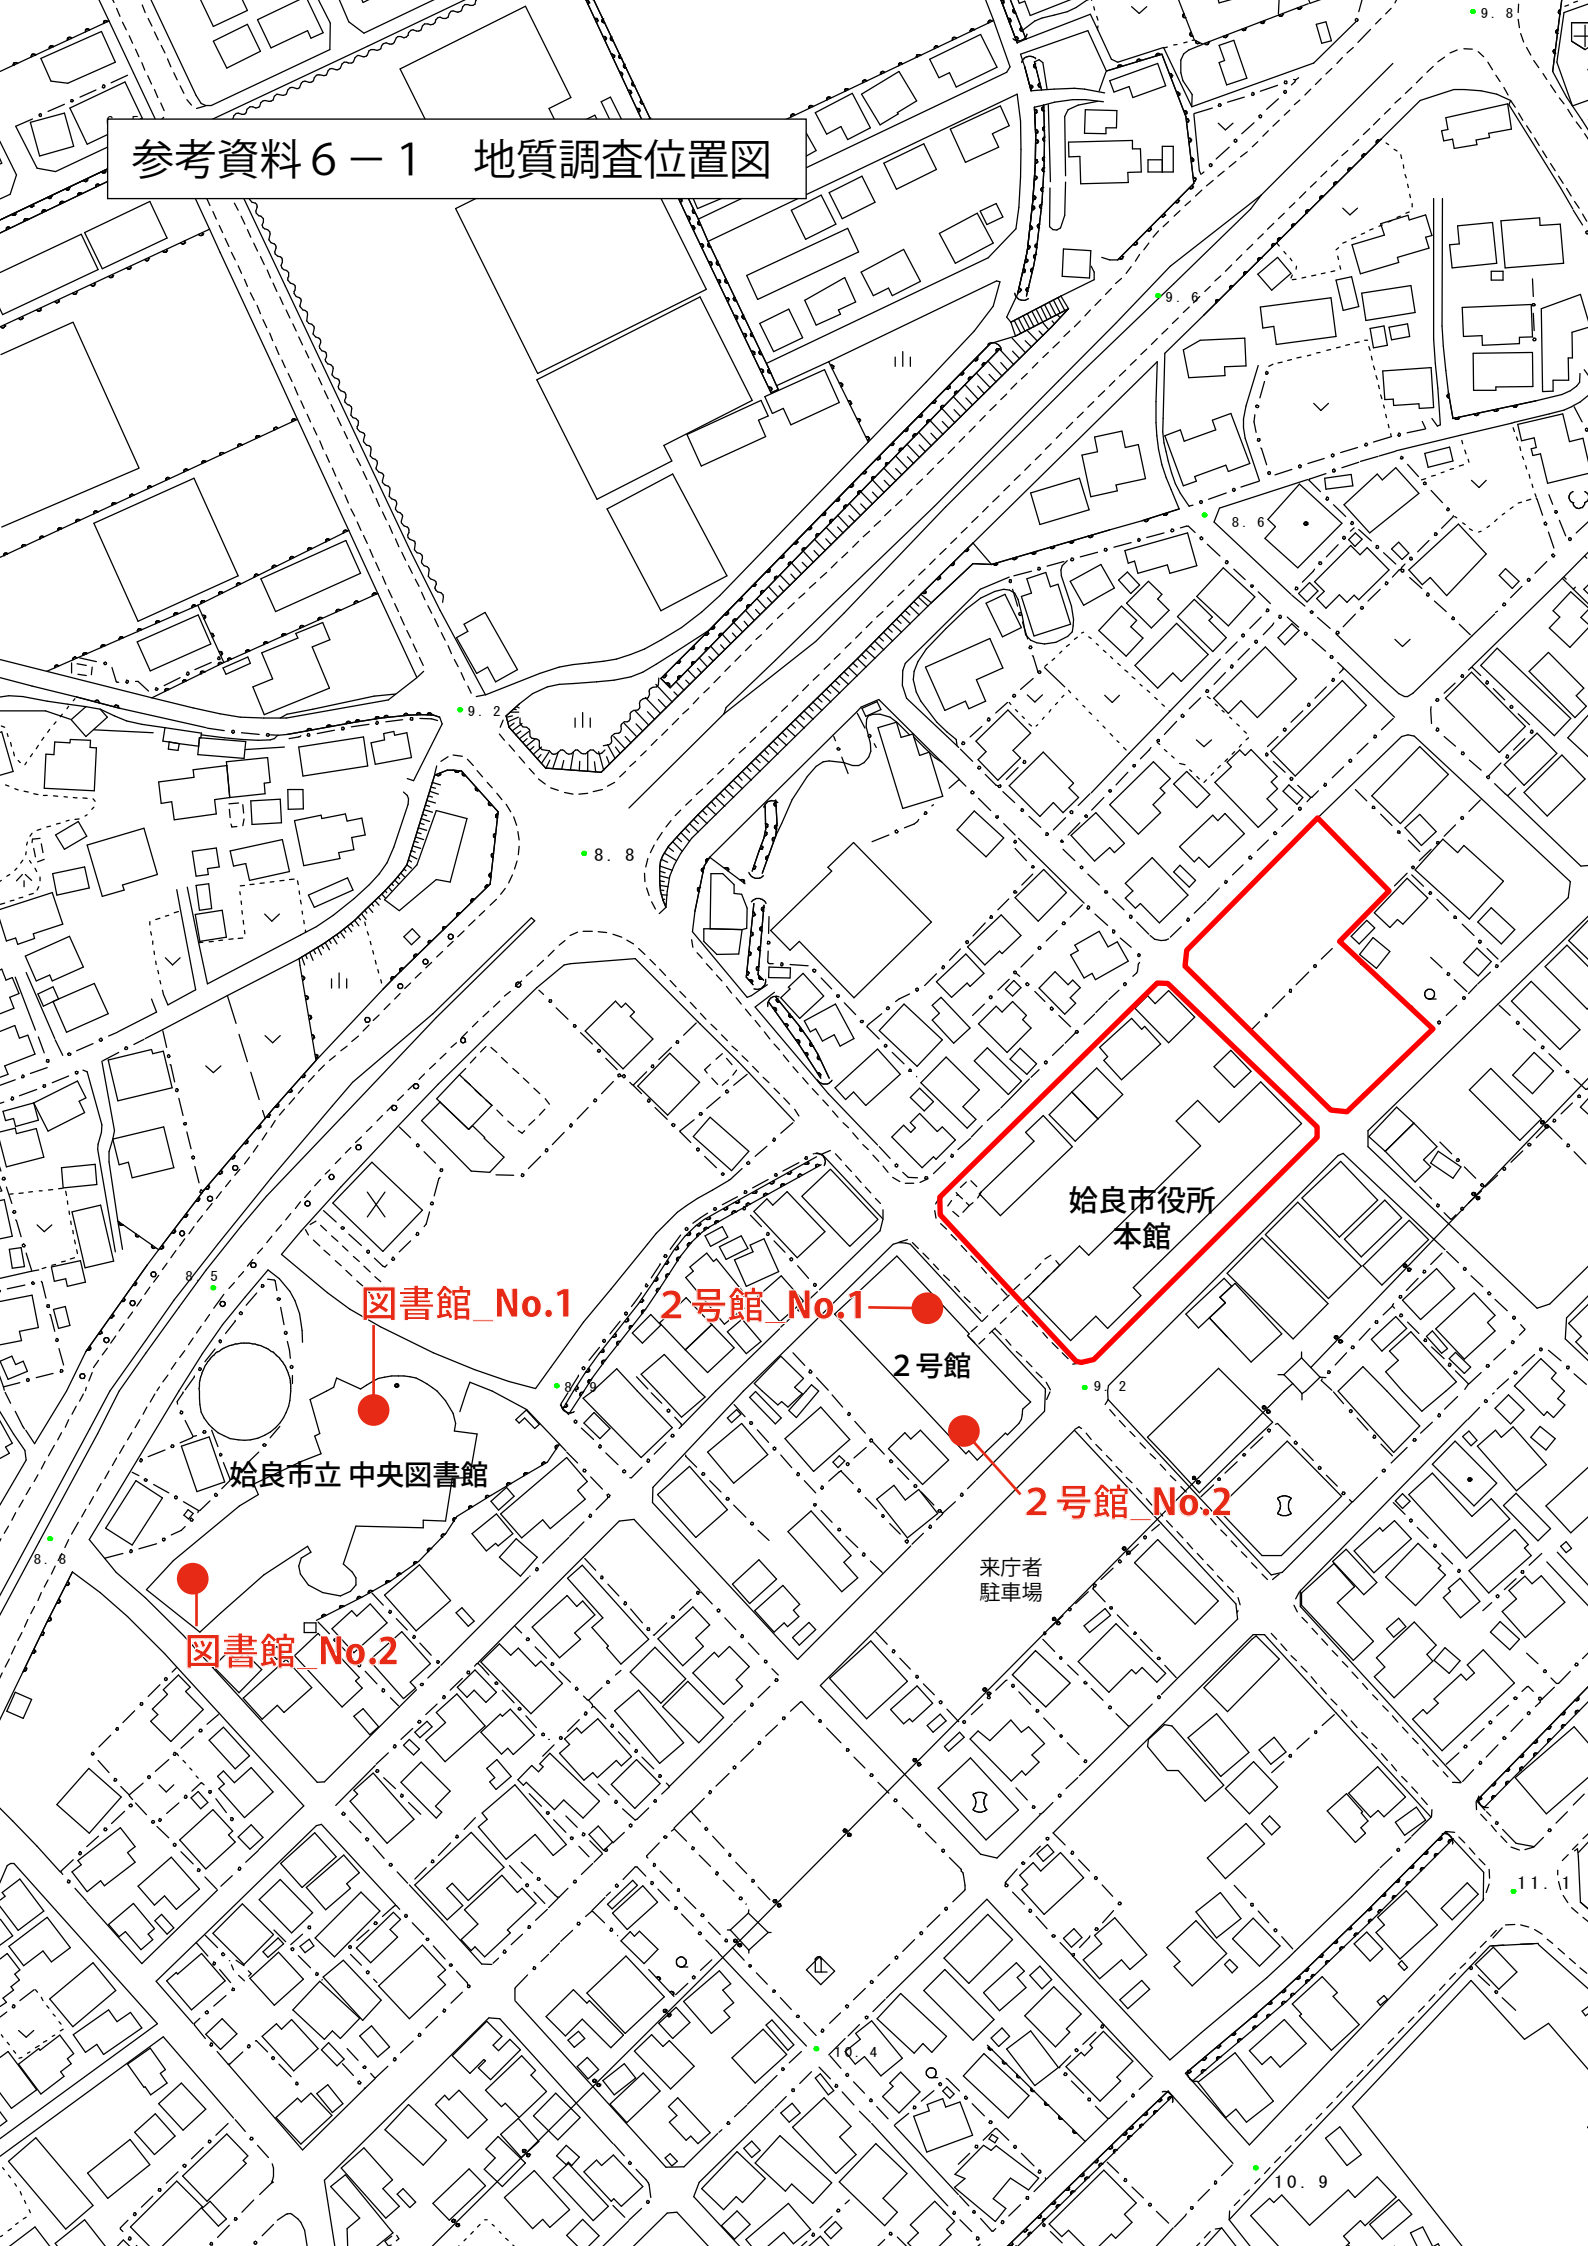 9. 8
参考資料６－１　地質調査位置図
9. 6
8. 6
9. 2
8. 8
姶良市役所
本館
8. 5
図書館_No.1
２号館_No.1
２号館
8. 9
9. 2
姶良市立 中央図書館
２号館_No.2
8. 8
来庁者
駐車場
図書館_No.2
11. 1
10. 4
10. 9